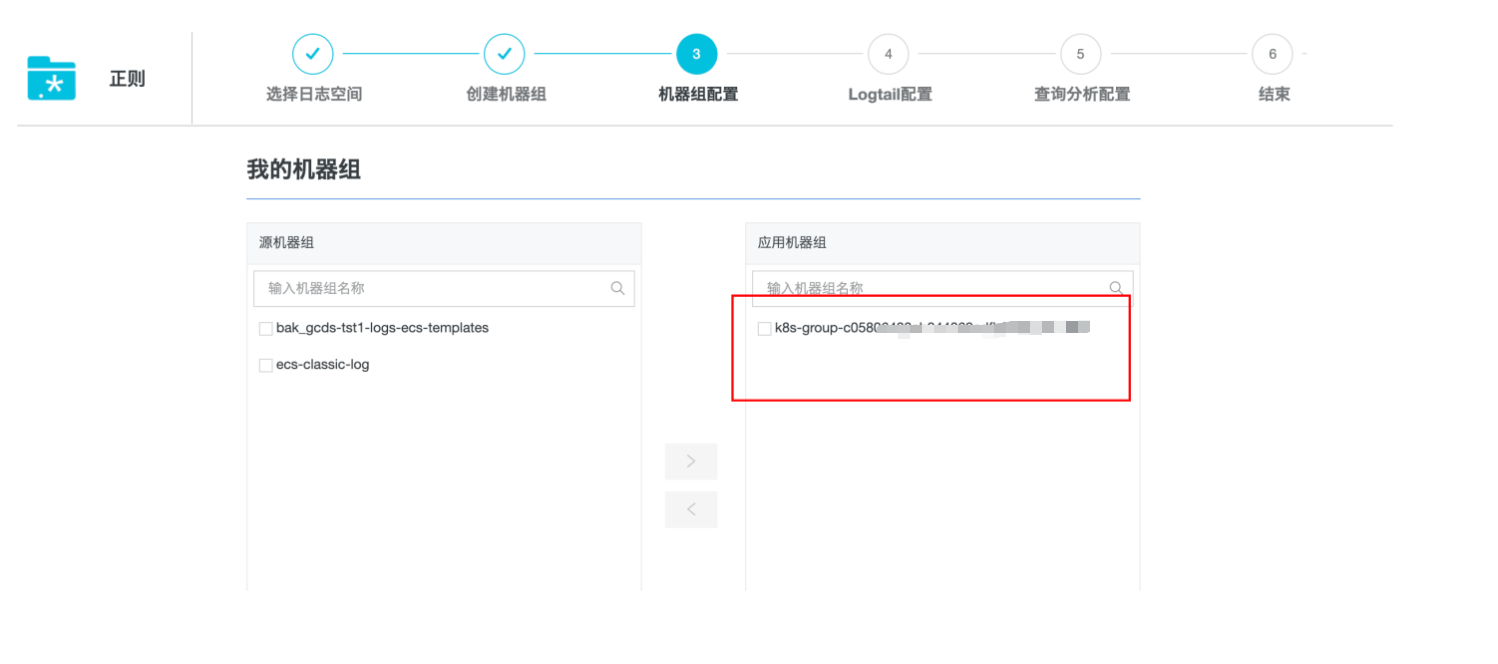 正则
3
4
5
6
选择日志空间
创建机器组
机器组配置
Logtail配置
查询分析配置
结束
我的机器组
源机器组
应用机器组
输入机器组名称
输入机器组名称
bak_gcds-tst1-logs-ecs-templates
k8s-group-c0580
ecs-classic-log